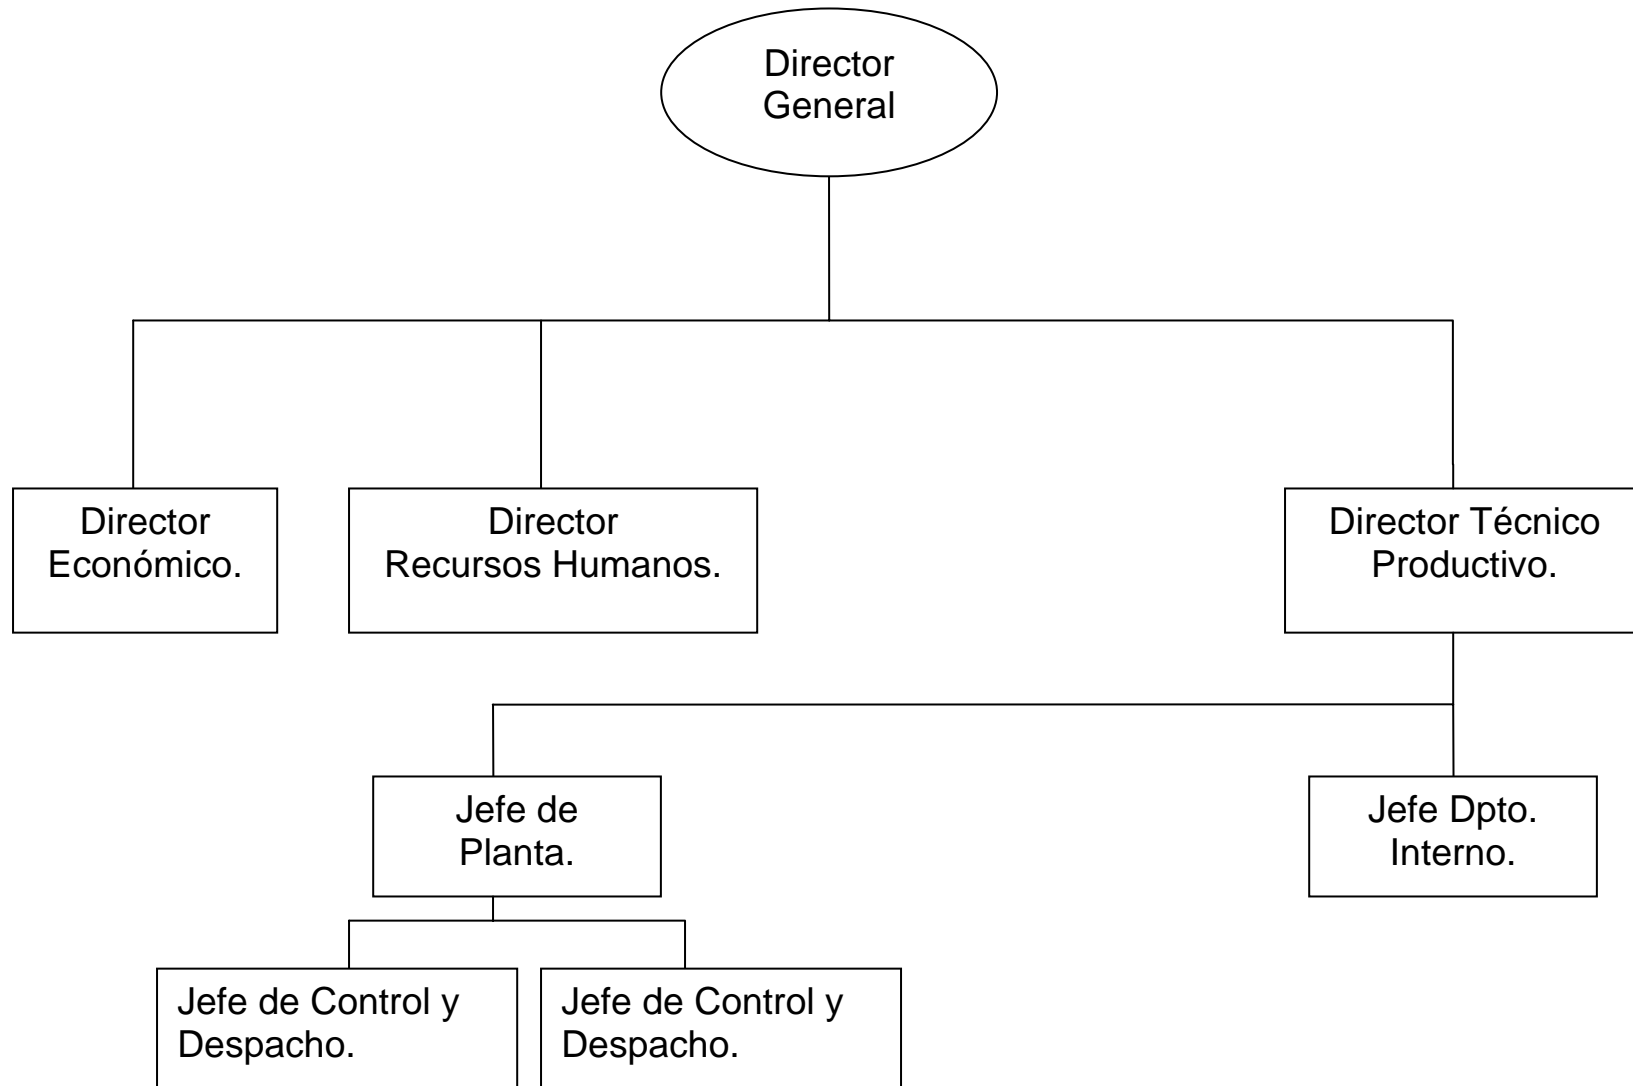 Director
General
Director
Económico.
Director
Recursos Humanos.
Director Técnico
Productivo.
Jefe de
Planta.
Jefe Dpto.
Interno.
Jefe de Control y
Despacho.
Jefe de Control y
Despacho.